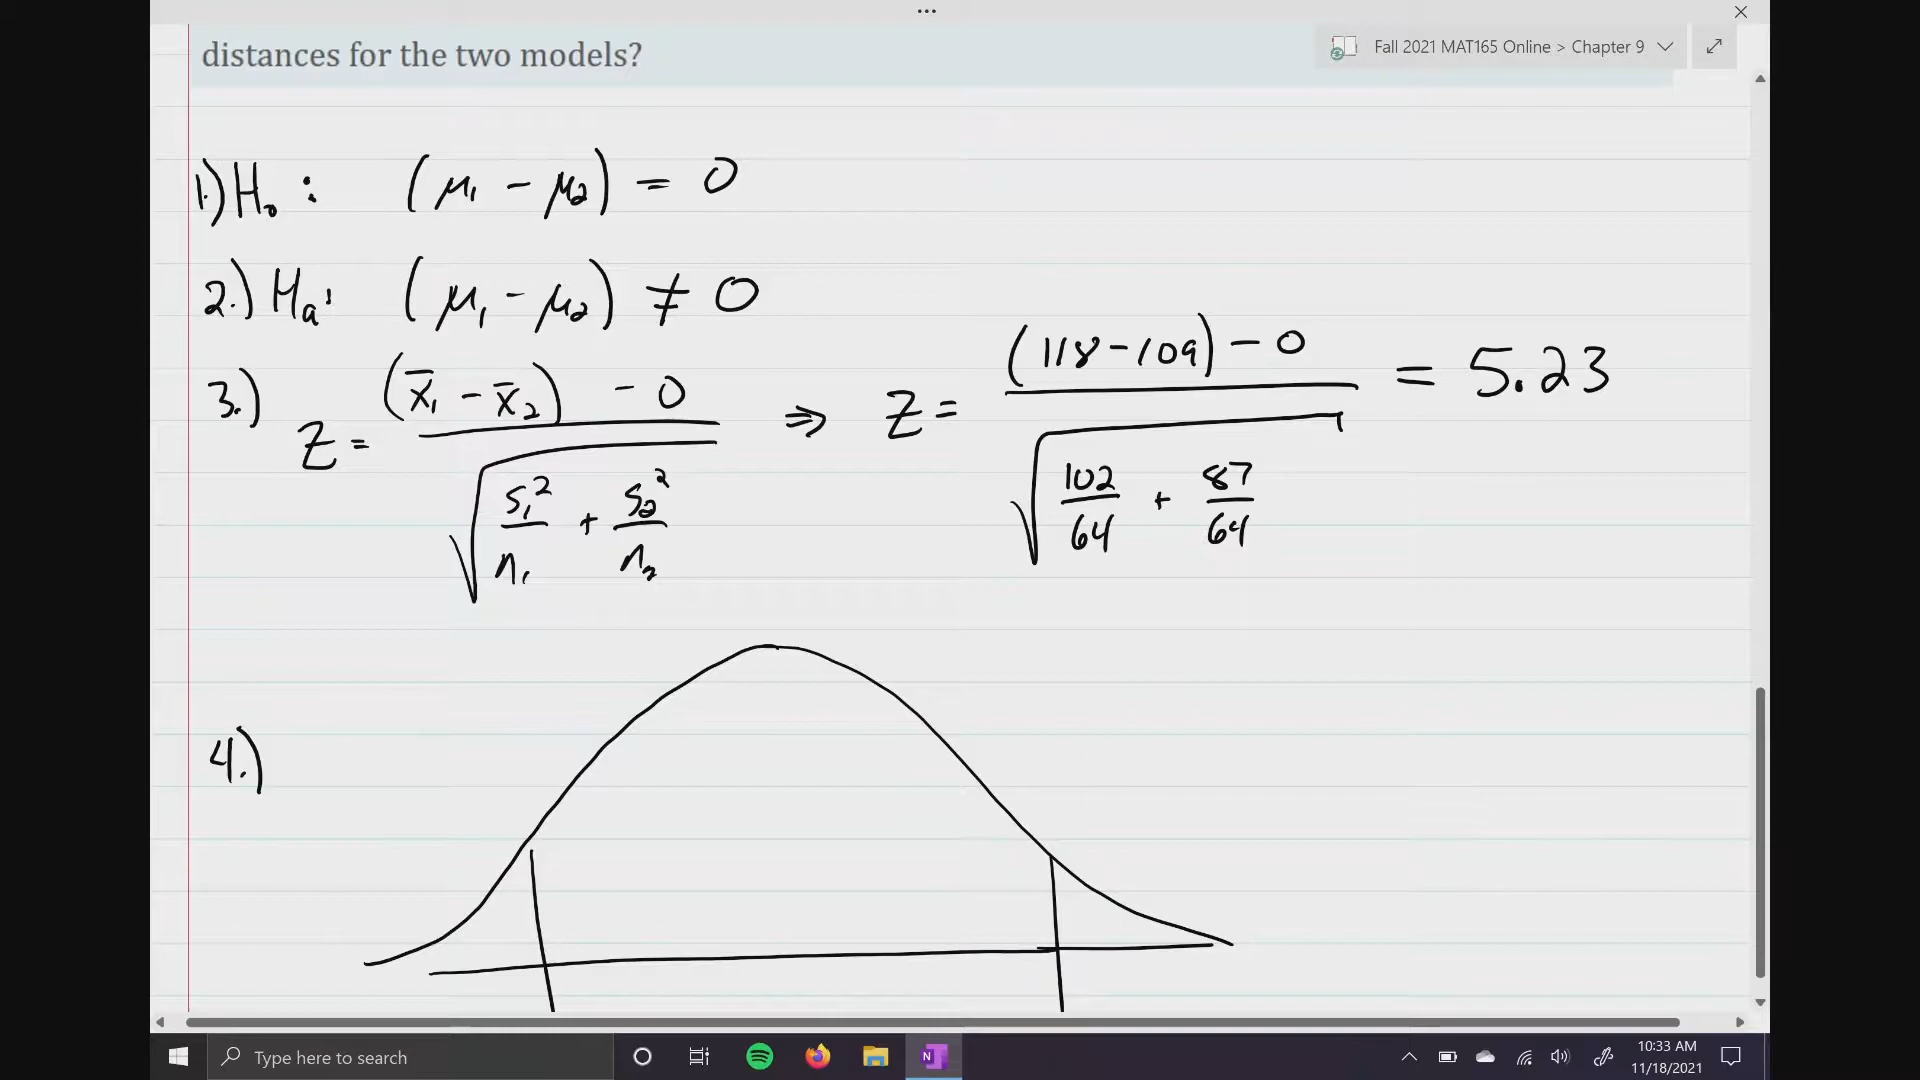 ...
distances for the two models?
Fall 2021 MAT165 Online > Chapter 9
1.) H₀ : (μ₁ - μ₂) = 0
2.) Hₐ: (μ₁ - μ₂) ≠ 0
3.) Z = (x̄₁ - x̄₂) - 0 / √(s₁²/n₁ + s₂²/n₂) ⇒ Z = (118 - 109) - 0 / √(102/64 + 87/64) = 5.23
4.)
Type here to search
10:33 AM
11/18/2021